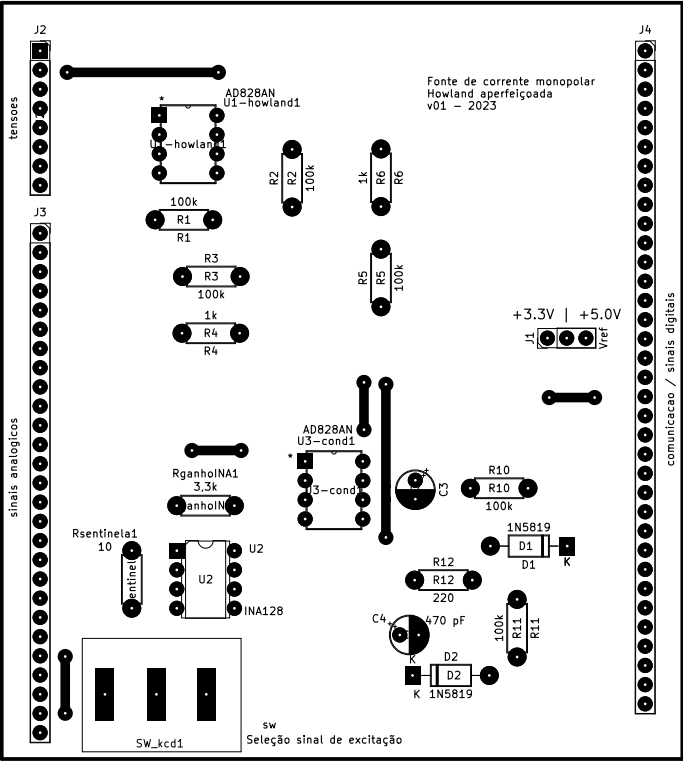 J2
J4
AD828AN
*
U1-howland1
U1-howland1
Fonte de corrente monopolar
Howland aperfeiçoada
v01 - 2023
tensoes
R2
R2
100k
1k
R6
R6
100k
R1
R1
J3
R3
R3
100k
R5
R5
100k
1k
R4
R4
+3.3V | +5.0V
J1
Vref
comunicacao / sinais digitais
sinais analogicos
AD828AN
U3-cond1
*
U3-cond1
RganhoINA1
3,3k
anhoIN
+
C3
R10
R10
100k
Rsentinela1
10
entinel
U2
U2
INA128
1N5819
D1
D1
K
R12
R12
220
C4
+
470 pF
100k
R11
R11
K
D2
D2
K
1N5819
SW_kcd1
sw
Seleção sinal de excitação